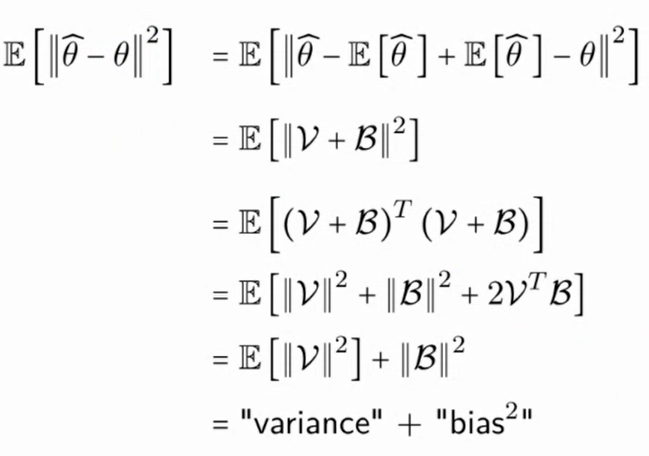 𝔼[‖θ̂ − θ‖²] = 𝔼[‖θ̂ − 𝔼[θ̂] + 𝔼[θ̂] − θ‖²]
= 𝔼[‖𝒱 + ℬ‖²]
= 𝔼[(𝒱 + ℬ)ᵀ (𝒱 + ℬ)]
= 𝔼[‖𝒱‖² + ‖ℬ‖² + 2𝒱ᵀℬ]
= 𝔼[‖𝒱‖²] + ‖ℬ‖²
= "variance" + "bias²"